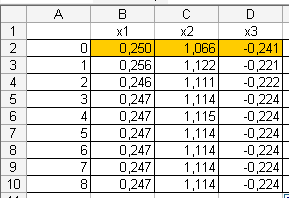 A B C D
1 x1 x2 x3
2 0 0,250 1,066 -0,241
3 1 0,256 1,122 -0,221
4 2 0,246 1,111 -0,222
5 3 0,247 1,114 -0,224
6 4 0,247 1,115 -0,224
7 5 0,247 1,114 -0,224
8 6 0,247 1,114 -0,224
9 7 0,247 1,114 -0,224
10 8 0,247 1,114 -0,224